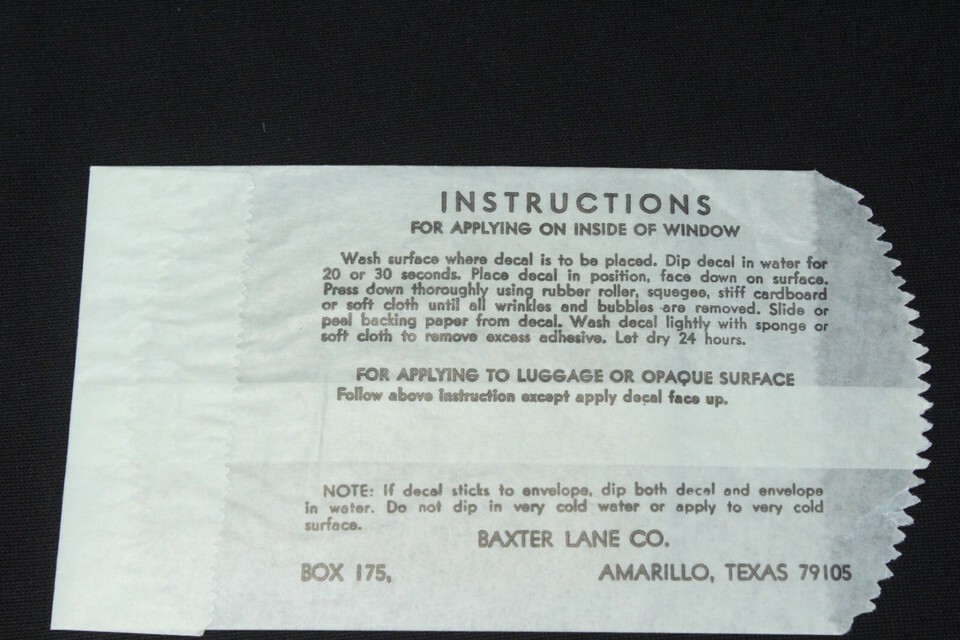 INSTRUCTIONS
FOR APPLYING ON INSIDE OF WINDOW
Wash surface where decal is to be placed. Dip decal in water for
20 or 30 seconds. Place decal in position, face down on surface.
Press down thoroughly using rubber roller, squegee, stiff cardboard
or soft cloth until all wrinkles and bubbles are removed. Slide or
peel backing paper from decal. Wash decal lightly with sponge or
soft cloth to remove excess adhesive. Let dry 24 hours.
FOR APPLYING TO LUGGAGE OR OPAQUE SURFACE
Follow above instruction except apply decal face up.
NOTE: If decal sticks to envelope, dip both decal and envelope
in water. Do not dip in very cold water or apply to very cold
surface.
BAXTER LANE CO.
BOX 175, AMARILLO, TEXAS 79105